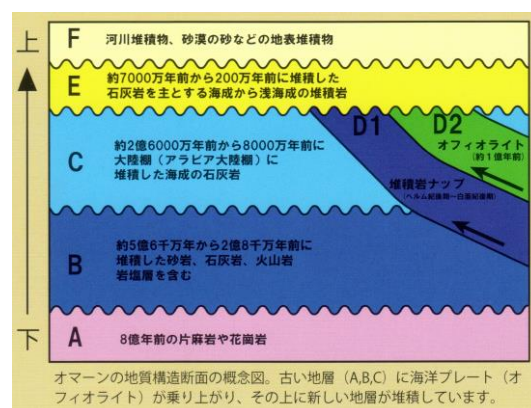 上
F 河川堆積物、砂漠の砂などの地表堆積物
E 約7000万年前から200万年前に堆積した
石灰岩を主とする海成から浅海成の堆積岩
D1 D2
オフィオライト
(約1億年前)
C 約2億6000万年前から8000万年前に
大陸棚（アラビア大陸棚）に
堆積した海成の石灰岩
堆積岩ナップ
(ペルム紀後期〜白亜紀後期)
B 約5億6千万年から2億8千万年前に
堆積した砂岩、石灰岩、火山岩
岩塩層を含む
下
A 8億年前の片麻岩や花崗岩
オマーンの地質構造断面の概念図。古い地層（A,B,C）に海洋プレート（オ
フィオライト）が乗り上がり、その上に新しい地層が堆積しています。